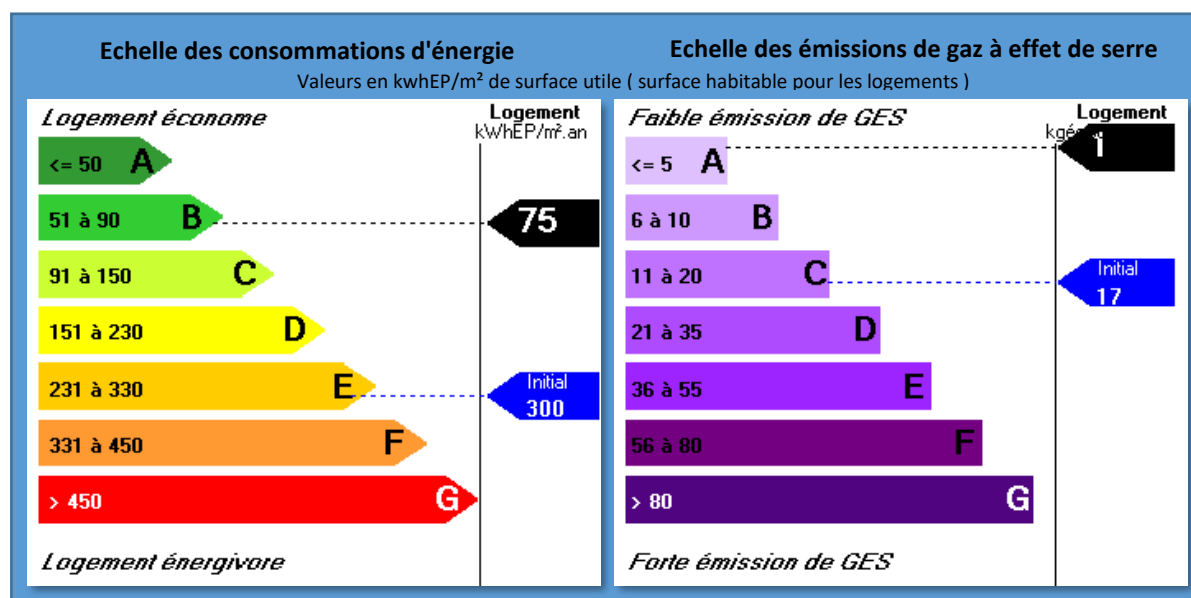 Echelle des consommations d'énergie
Echelle des émissions de gaz à effet de serre
Valeurs en kwhEP/m² de surface utile ( surface habitable pour les logements )
Logement économe
Logement
kWhEP/m².an
<= 50 A
51 à 90 B
75
91 à 150 C
151 à 230 D
231 à 330 E
Initial
300
331 à 450 F
> 450 G
Logement énergivore
Faible émission de GES
Logement
1
<= 5 A
6 à 10 B
11 à 20 C
Initial
17
21 à 35 D
36 à 55 E
56 à 80 F
> 80 G
Forte émission de GES